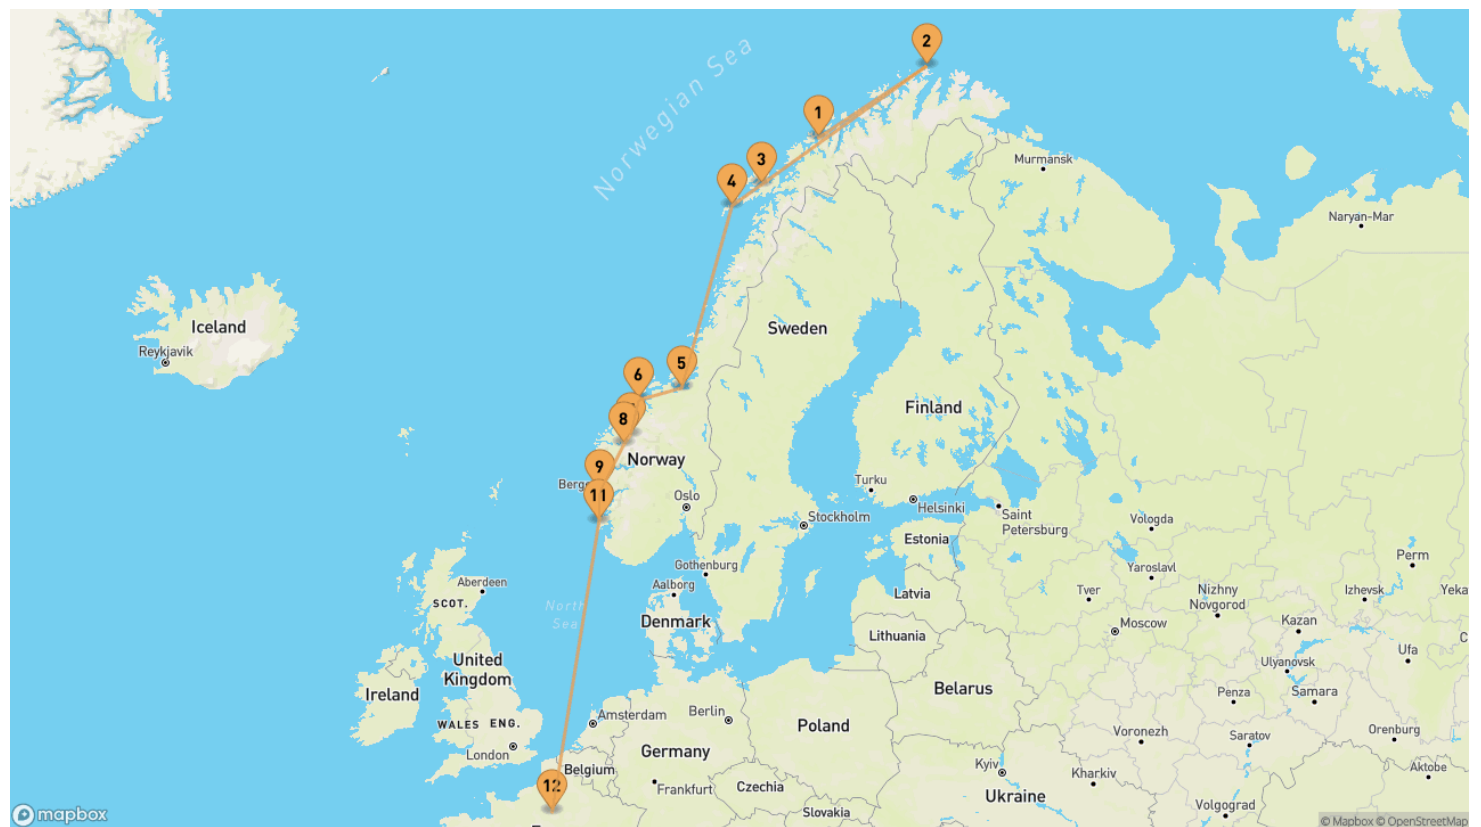 2
Norwegian Sea
1
3
4
Murmansk
Naryan-Mar
Iceland
Reykjavik
Sweden
5
6
8
Finland
Norway
9
11
Oslo
Turku
Helsinki
Stockholm
Saint
Petersburg
Vologda
Estonia
Perm
Gothenburg
Yaroslavl
Aberdeen
Aalborg
Latvia
Tver
Nizhny
Novgorod
Izhevsk
SCOT.
North
Sea
Denmark
Moscow
Kazan
Lithuania
Ufa
United
Kingdom
Ulyanovsk
Ireland
Belarus
Penza
Samara
WALES
ENG.
Amsterdam
Berlin
Poland
Voronezh
Saratov
Orenburg
London
Germany
Belgium
Kyiv
Kharkiv
Aktobe
12
Frankfurt
Czechia
Ukraine
Volgograd
Slovakia
mapbox
© Mapbox © OpenStreetMap